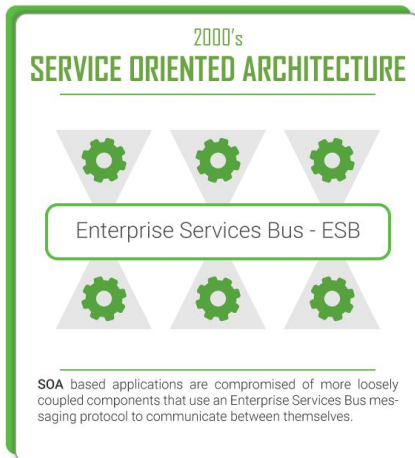 2000's
SERVICE ORIENTED ARCHITECTURE
Enterprise Services Bus - ESB
SOA based applications are compromised of more loosely
coupled components that use an Enterprise Services Bus mes-
saging protocol to communicate between themselves.